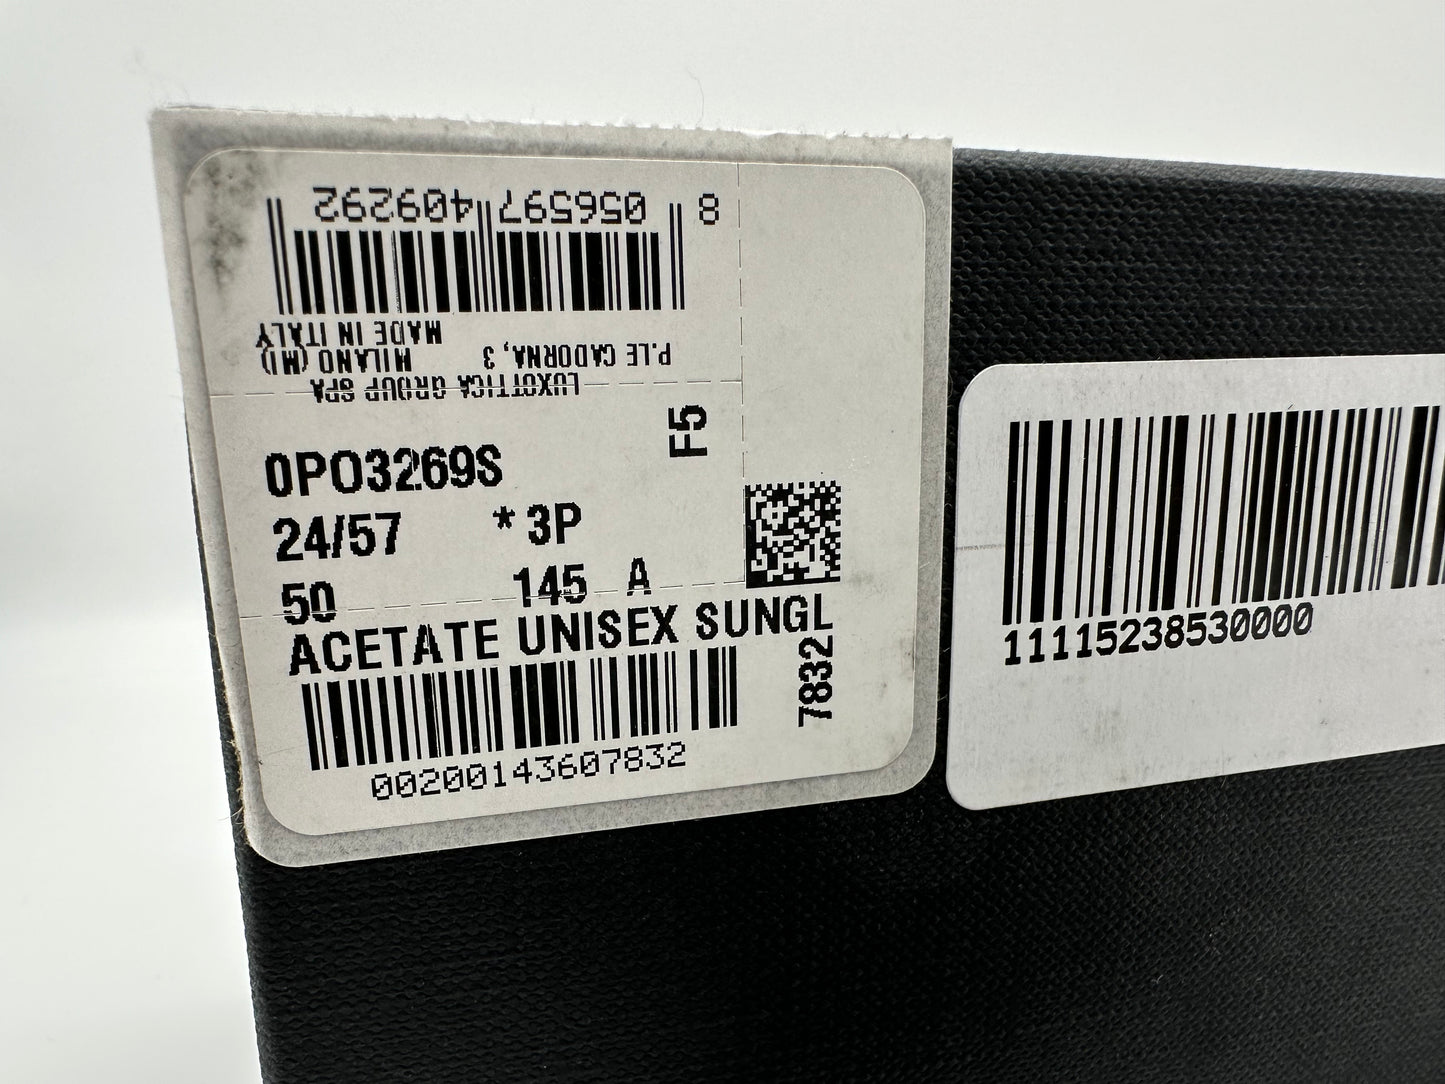 8 056597 409292
MADE IN ITALY
P.LE CADORNA, 3 MILANO (MI)
LUXOTTICA GROUP SPA
F5
0PO3269S
24/57 *3P
50 145 A
ACETATE UNISEX SUNGL
7832
00200143607832
11115238530000